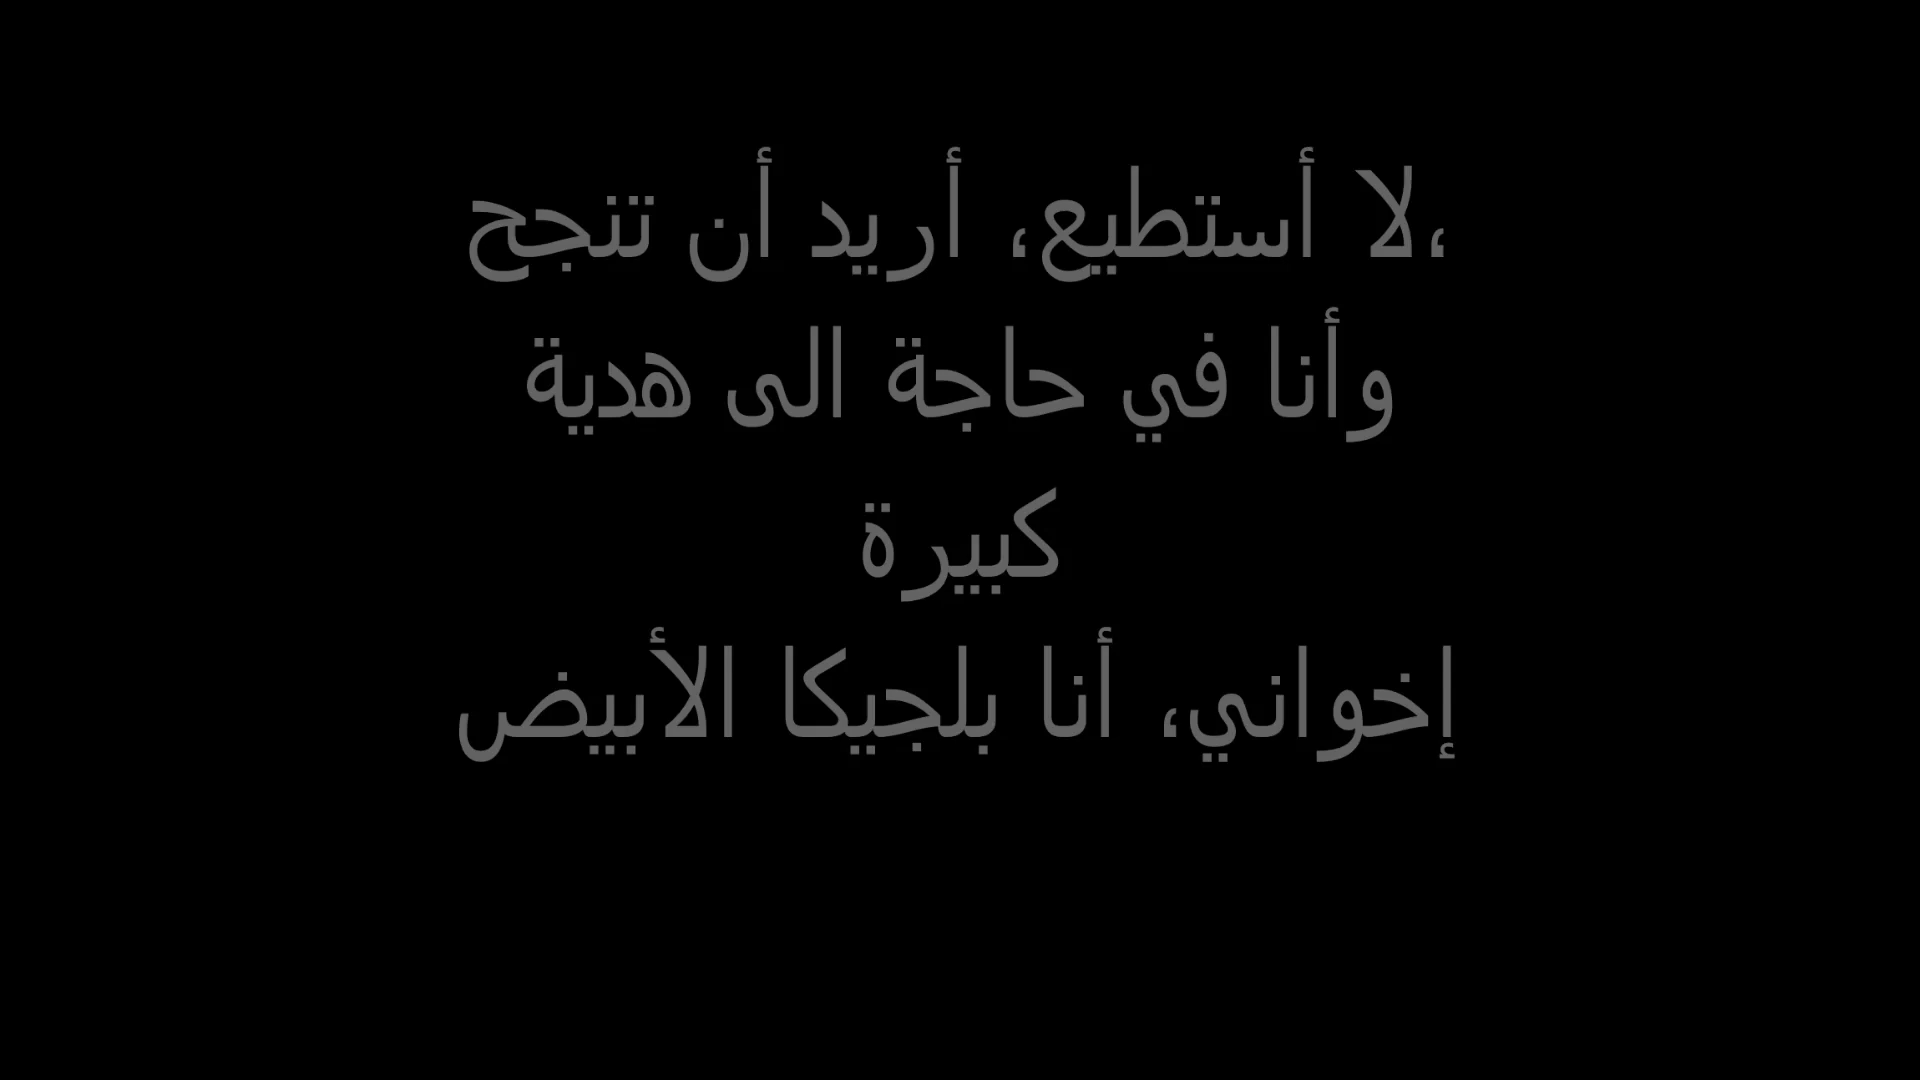 ،لا أستطيع، أريد أن تنجح
وأنا في حاجة الى هدية
كبيرة
إخواني، أنا بلجيكا الأبيض